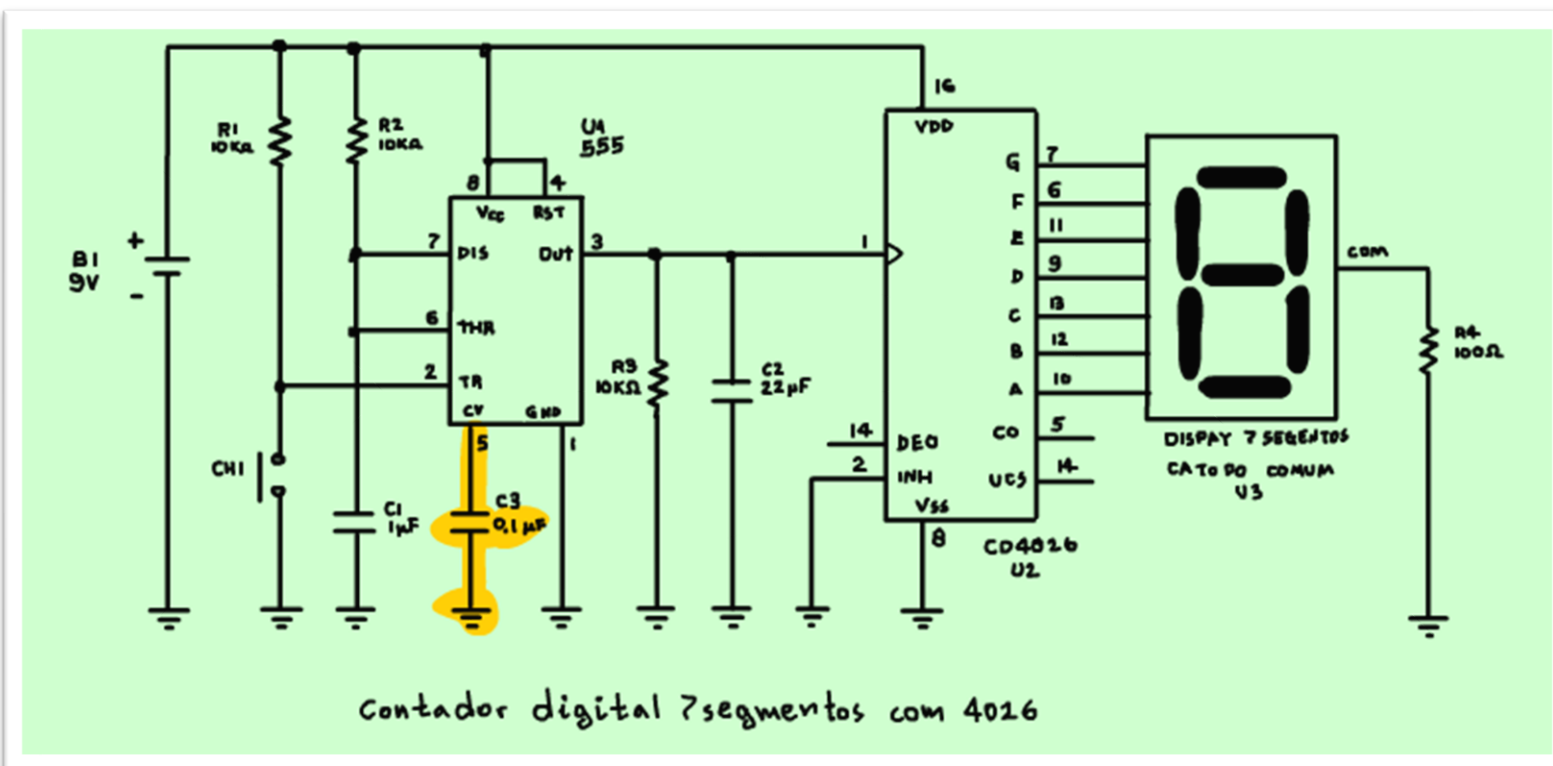 R1
10KΩ
R2
10KΩ
U1
555
B1
9V
+
-
8
4
Vcc
RST
7
DIS
OUT
3
6
THR
2
TR
CV
GND
5
1
CH1
C1
1µF
C3
0.1µF
R3
10KΩ
C2
22µF
16
VDD
1
G
7
F
6
E
11
D
9
C
13
B
12
A
10
CO
5
UCS
14
14
DEO
2
INH
VSS
8
CD4026
U2
COM
R4
100Ω
DISPAY 7 SEGENTOS
CATODO COMUM
U3
Contador digital 7segmentos com 4016